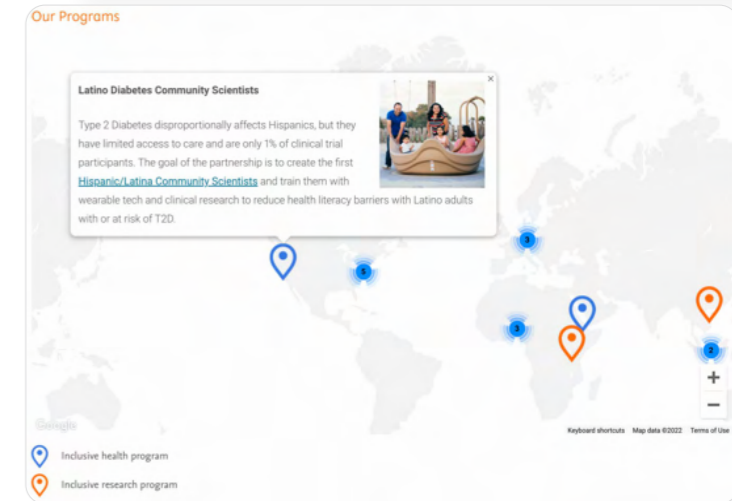 Our Programs
Latino Diabetes Community Scientists
×
Type 2 Diabetes disproportionally affects Hispanics, but they
have limited access to care and are only 1% of clinical trial
participants. The goal of the partnership is to create the first
Hispanic/Latina Community Scientists and train them with
wearable tech and clinical research to reduce health literacy barriers with Latino adults
with or at risk of T2D.
3
5
3
2
+
−
Google
Keyboard shortcuts Map data ©2022 Terms of Use
Inclusive health program
Inclusive research program